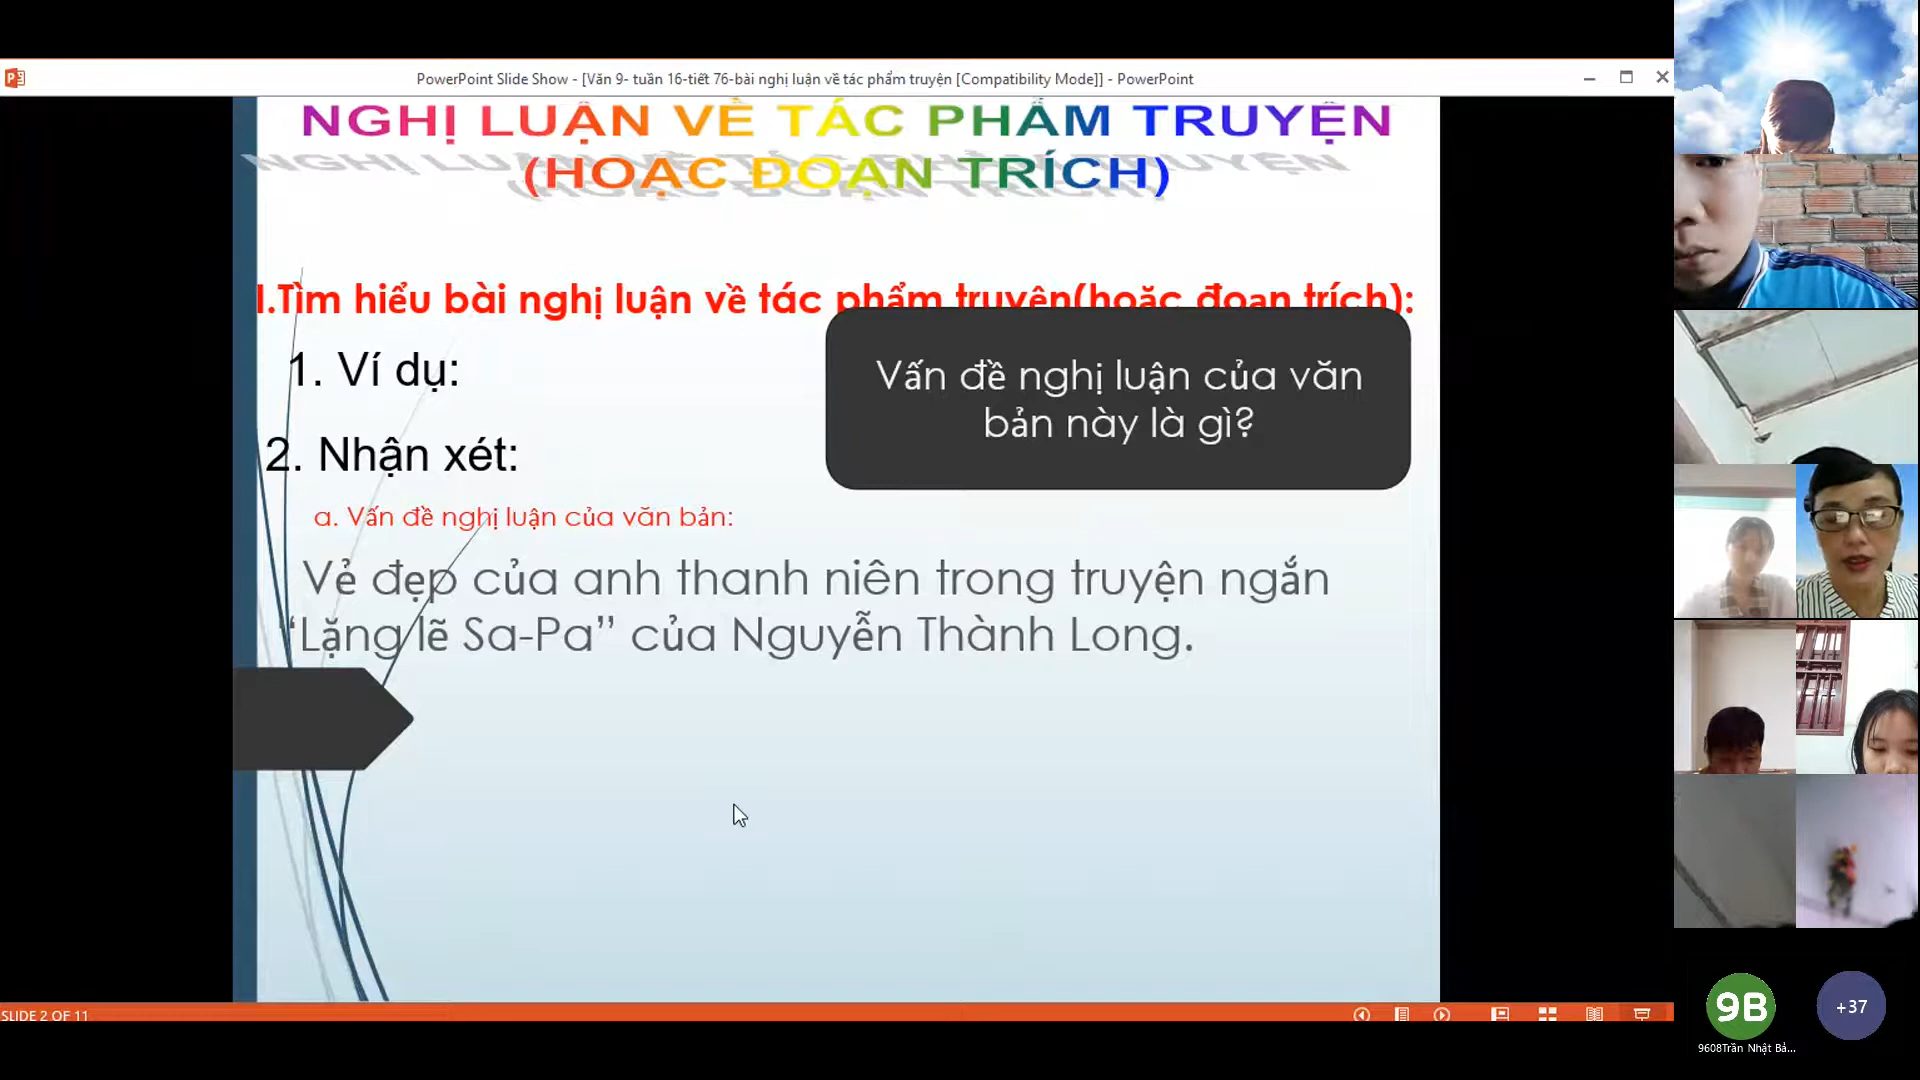 PowerPoint Slide Show - [Văn 9- tuần 16-tiết 76-bài nghị luận về tác phẩm truyện [Compatibility Mode]] - PowerPoint
NGHỊ LUẬN VỀ TÁC PHẨM TRUYỆN
(HOẶC ĐOẠN TRÍCH)
I.Tìm hiểu bài nghị luận về tác phẩm truyện(hoặc đoạn trích):
1. Ví dụ:
Vấn đề nghị luận của văn
bản này là gì?
2. Nhận xét:
a. Vấn đề nghị luận của văn bản:
Vẻ đẹp của anh thanh niên trong truyện ngắn
“Lặng lẽ Sa-Pa” của Nguyễn Thành Long.
SLIDE 2 OF 11
9B
+37
9608Trần Nhật Bả...